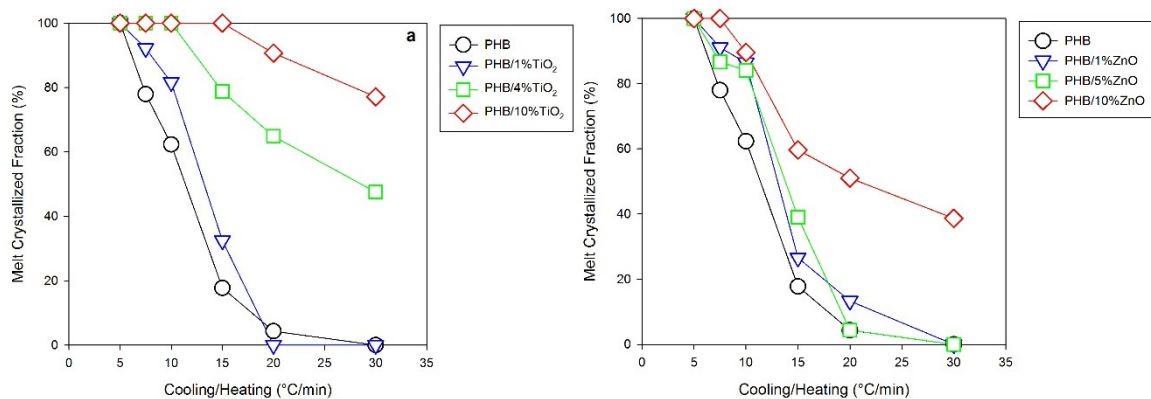 a
Melt Crystallized Fraction (%)
100
80
60
40
20
0
0 5 10 15 20 25 30 35
Cooling/Heating (°C/min)
PHB
PHB/1%TiO₂
PHB/4%TiO₂
PHB/10%TiO₂
Melt Crystallized Fraction (%)
100
80
60
40
20
0
0 5 10 15 20 25 30 35
Cooling/Heating (°C/min)
PHB
PHB/1%ZnO
PHB/5%ZnO
PHB/10%ZnO